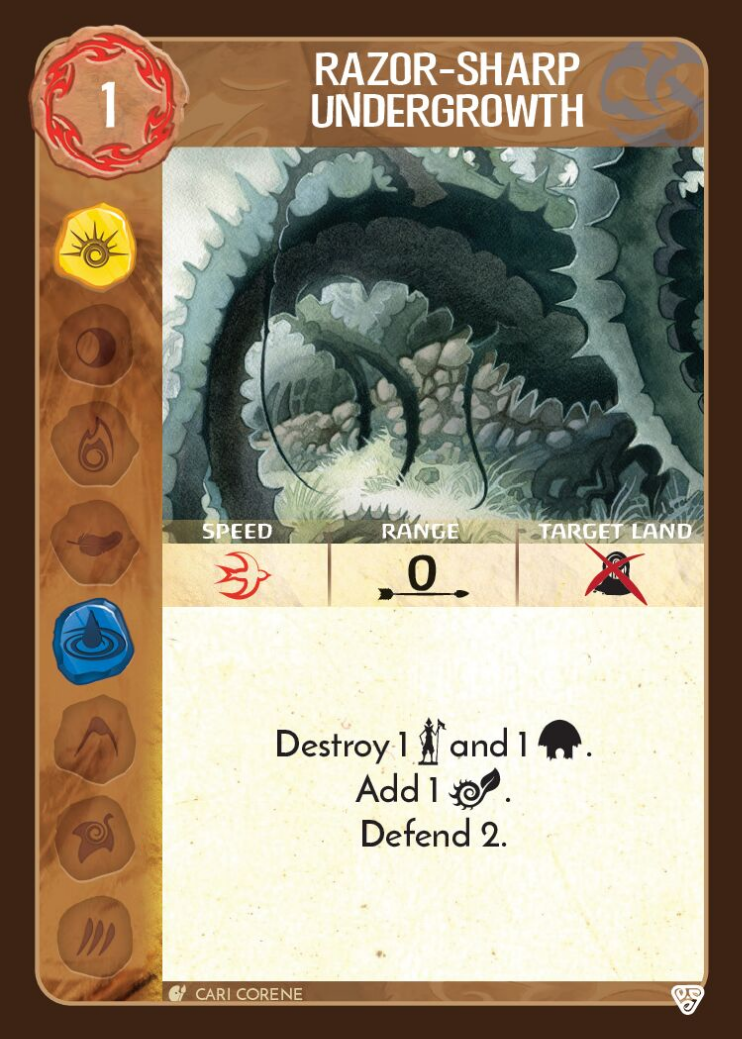 1
RAZOR-SHARP
UNDERGROWTH
SPEED RANGE TARGET LAND
0
Destroy 1 and 1 .
Add 1 .
Defend 2.
CARI CORENE